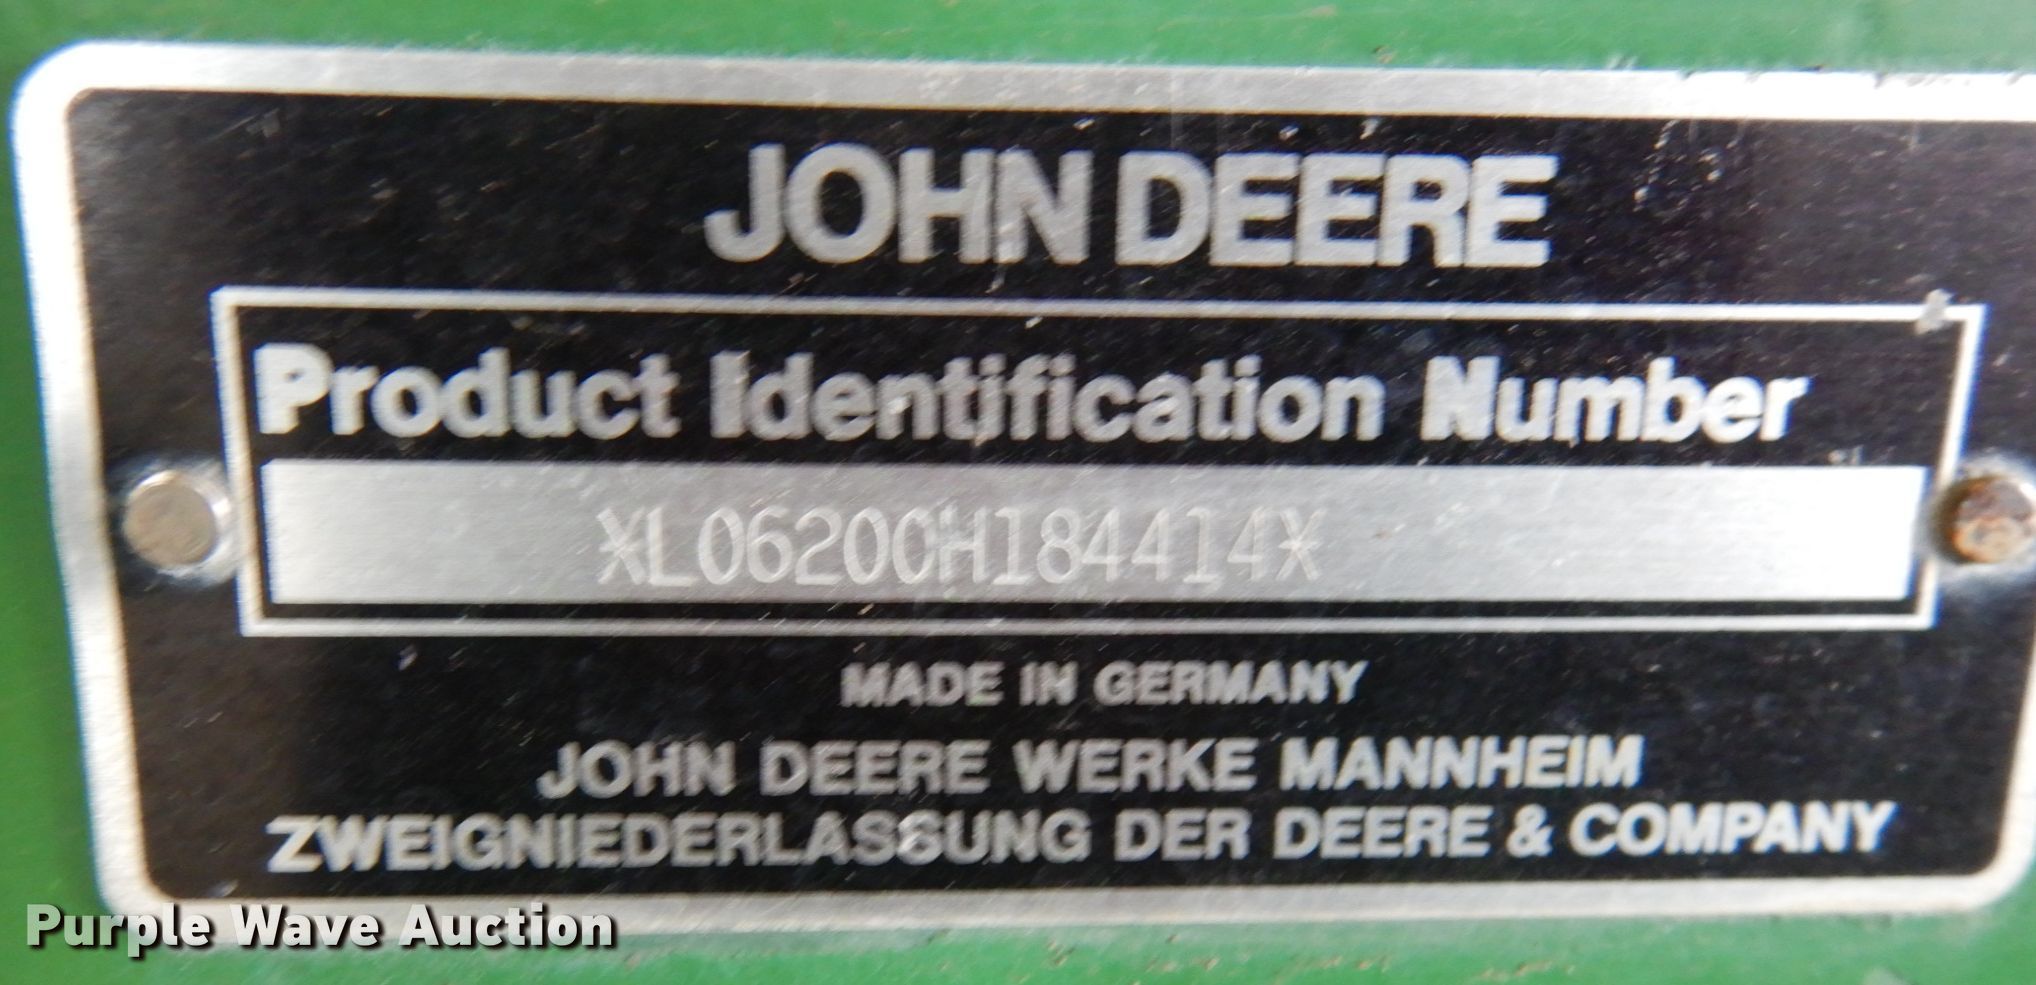 JOHN DEERE
Product Identification Number
*L06200H184414*
MADE IN GERMANY
JOHN DEERE WERKE MANNHEIM
ZWEIGNIEDERLASSUNG DER DEERE & COMPANY
Purple Wave Auction